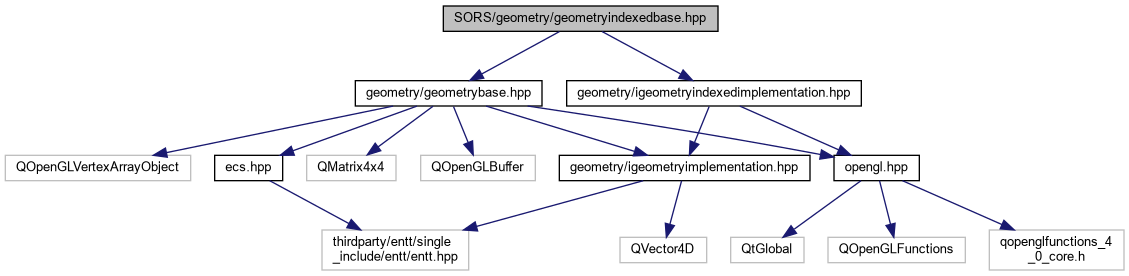 SORS/geometry/geometryindexedbase.hpp
geometry/geometrybase.hpp
geometry/igeometryindexedimplementation.hpp
QOpenGLVertexArrayObject
ecs.hpp
QMatrix4x4
QOpenGLBuffer
geometry/igeometryimplementation.hpp
opengl.hpp
thirdparty/entt/single
_include/entt/entt.hpp
QVector4D
QtGlobal
QOpenGLFunctions
qopenglfunctions_4
_0_core.h